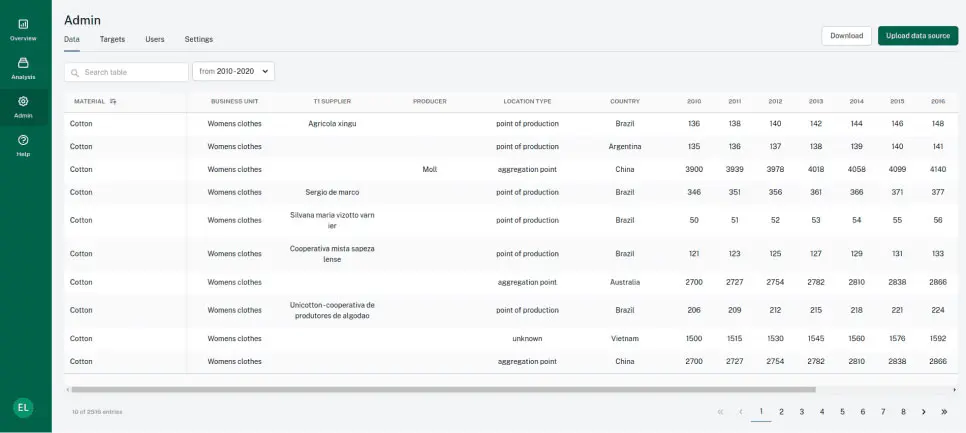 Overview
Analysis
Admin
Help
EL
Admin
Data Targets Users Settings
Download Upload data source
Search table from 2010-2020
MATERIAL BUSINESS UNIT T1 SUPPLIER PRODUCER LOCATION TYPE COUNTRY 2010 2011 2012 2013 2014 2015 2016
Cotton Womens clothes Agricola xingu point of production Brazil 136 138 140 142 144 146 148
Cotton Womens clothes point of production Argentina 135 136 137 138 139 140 141
Cotton Womens clothes Moll aggregation point China 3900 3939 3978 4018 4058 4099 4140
Cotton Womens clothes Sergio de marco point of production Brazil 346 351 356 361 366 371 377
Cotton Womens clothes Silvana maria vizotto varn
ier point of production Brazil 50 51 52 53 54 55 56
Cotton Womens clothes Cooperativa mista sapeza
lense point of production Brazil 121 123 125 127 129 131 133
Cotton Womens clothes aggregation point Australia 2700 2727 2754 2782 2810 2838 2866
Cotton Womens clothes Unicotton-cooperativa de
produtores de algodao point of production Brazil 206 209 212 215 218 221 224
Cotton Womens clothes unknown Vietnam 1500 1515 1530 1545 1560 1576 1592
Cotton Womens clothes aggregation point China 2700 2727 2754 2782 2810 2838 2866
10 of entries 1 2 3 4 5 6 7 8